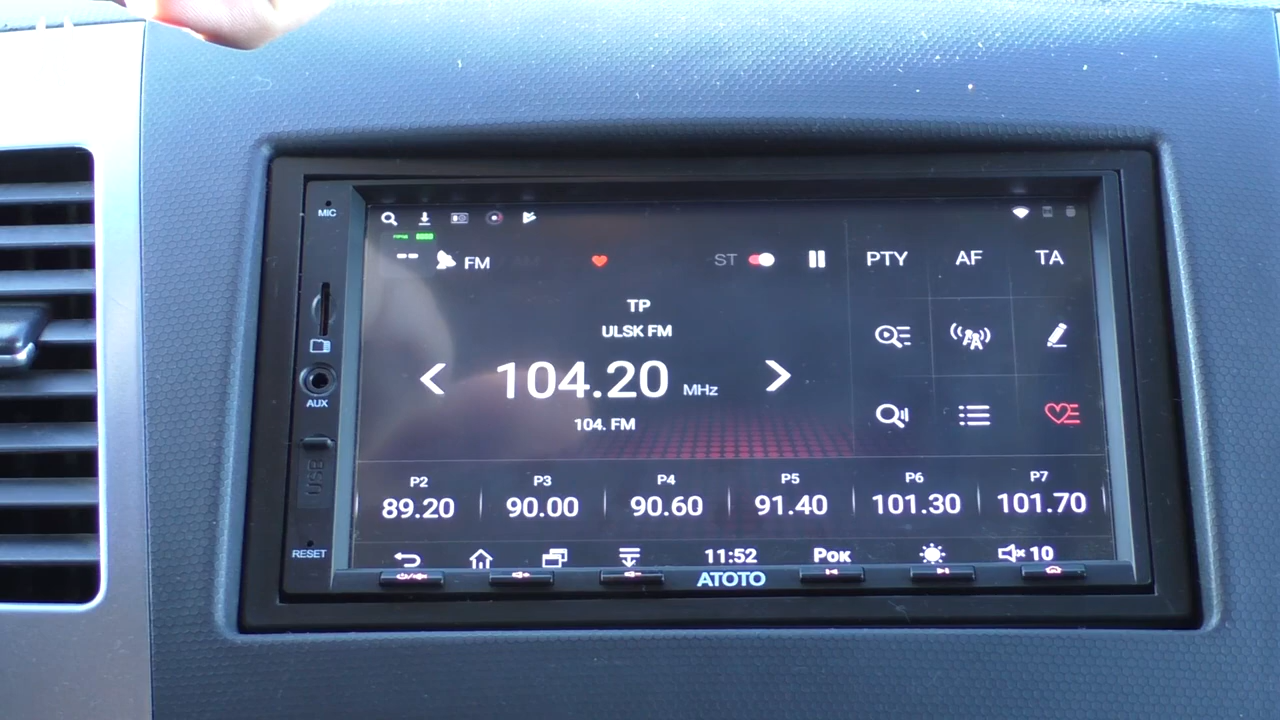 MIC
AUX
USB
RESET
-- FM AM ST
PTY AF TA
TP
ULSK FM
104.20 MHz
104. FM
P2 P3 P4 P5 P6 P7
89.20 90.00 90.60 91.40 101.30 101.70
11:52 Рок 10
ATOTO